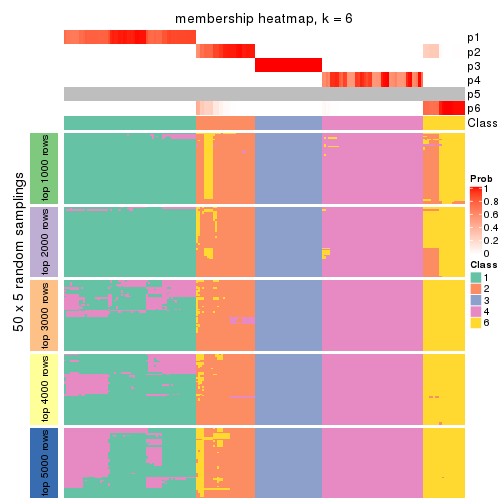 membership heatmap, k = 6
p1
p2
p3
p4
p5
p6
Class
50 x 5 random samplings
top 1000 rows
top 2000 rows
top 3000 rows
top 4000 rows
top 5000 rows
Prob
1
0.8
0.6
0.4
0.2
0
Class
1
2
3
4
6